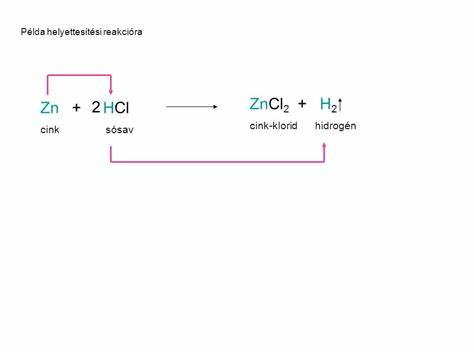 Példa helyettesítési reakcióra
Zn + 2 HCl → ZnCl₂ + H₂↑
cink sósav cink-klorid hidrogén